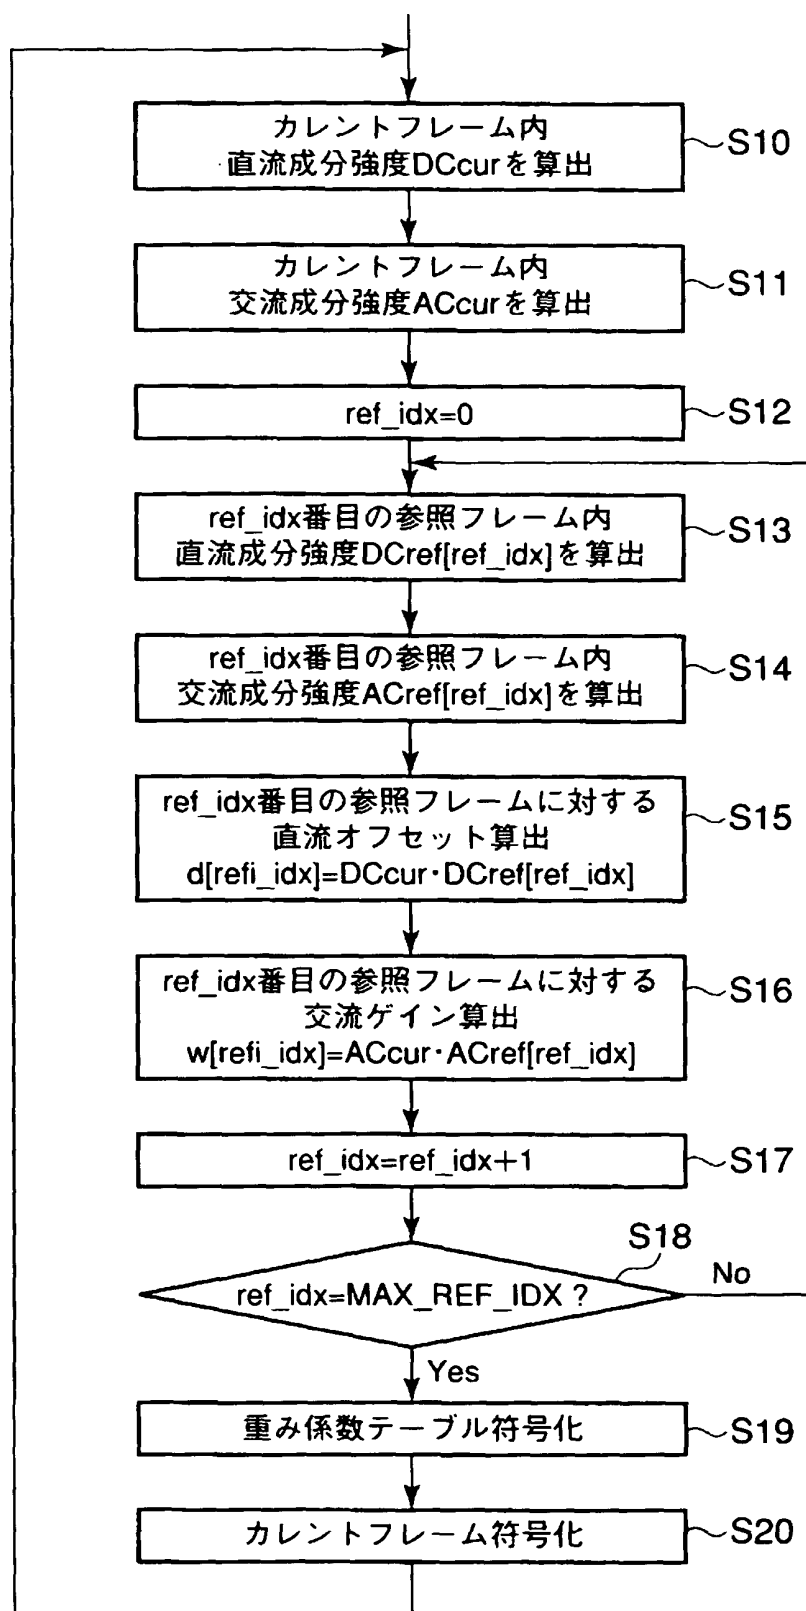 カレントフレーム内
直流成分強度DCcurを算出
S10
カレントフレーム内
交流成分強度ACcurを算出
S11
ref_idx=0
S12
ref_idx番目の参照フレーム内
直流成分強度DCref[ref_idx]を算出
S13
ref_idx番目の参照フレーム内
交流成分強度ACref[ref_idx]を算出
S14
ref_idx番目の参照フレームに対する
直流オフセット算出
d[refi_idx]=DCcur・DCref[ref_idx]
S15
ref_idx番目の参照フレームに対する
交流ゲイン算出
w[refi_idx]=ACcur・ACref[ref_idx]
S16
ref_idx=ref_idx+1
S17
S18
ref_idx=MAX_REF_IDX ?
No
Yes
重み係数テーブル符号化
S19
カレントフレーム符号化
S20